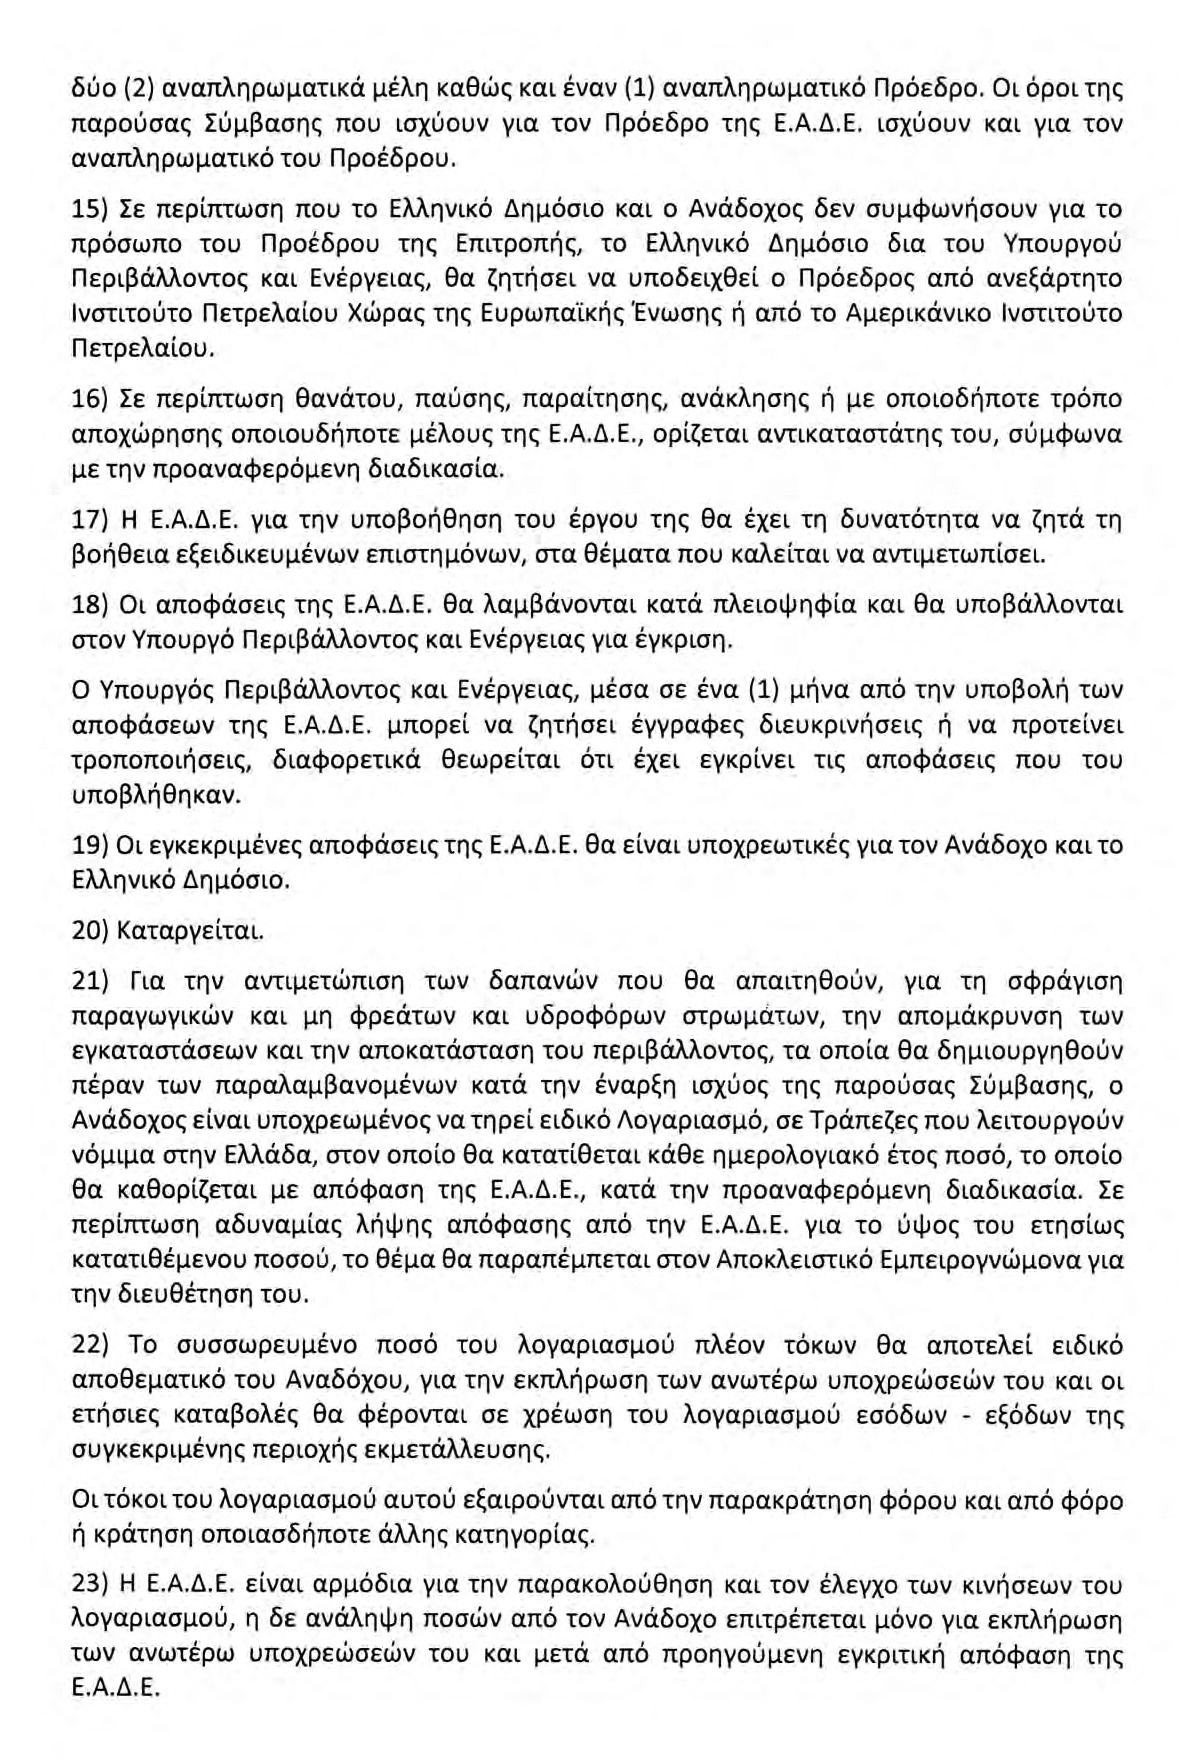 δύο (2) αναπληρωματικά μέλη καθώς και έναν (1) αναπληρωματικό Πρόεδρο. Οι όροι της
παρούσας Σύμβασης που ισχύουν για τον Πρόεδρο της Ε.Α.Δ.Ε. ισχύουν και για τον
αναπληρωματικό του Προέδρου.
15) Σε περίπτωση που το Ελληνικό Δημόσιο και ο Ανάδοχος δεν συμφωνήσουν για το
πρόσωπο του Προέδρου της Επιτροπής, το Ελληνικό Δημόσιο δια του Υπουργού
Περιβάλλοντος και Ενέργειας, θα ζητήσει να υποδειχθεί ο Πρόεδρος από ανεξάρτητο
Ινστιτούτο Πετρελαίου Χώρας της Ευρωπαϊκής Ένωσης ή από το Αμερικάνικο Ινστιτούτο
Πετρελαίου.
16) Σε περίπτωση θανάτου, παύσης, παραίτησης, ανάκλησης ή με οποιοδήποτε τρόπο
αποχώρησης οποιουδήποτε μέλους της Ε.Α.Δ.Ε., ορίζεται αντικαταστάτης του, σύμφωνα
με την προαναφερόμενη διαδικασία.
17) Η Ε.Α.Δ.Ε. για την υποβοήθηση του έργου της θα έχει τη δυνατότητα να ζητά τη
βοήθεια εξειδικευμένων επιστημόνων, στα θέματα που καλείται να αντιμετωπίσει.
18) Οι αποφάσεις της Ε.Α.Δ.Ε. θα λαμβάνονται κατά πλειοψηφία και θα υποβάλλονται
στον Υπουργό Περιβάλλοντος και Ενέργειας για έγκριση.
Ο Υπουργός Περιβάλλοντος και Ενέργειας, μέσα σε ένα (1) μήνα από την υποβολή των
αποφάσεων της Ε.Α.Δ.Ε. μπορεί να ζητήσει έγγραφες διευκρινήσεις ή να προτείνει
τροποποιήσεις, διαφορετικά θεωρείται ότι έχει εγκρίνει τις αποφάσεις που του
υποβλήθηκαν.
19) Οι εγκεκριμένες αποφάσεις της Ε.Α.Δ.Ε. θα είναι υποχρεωτικές για τον Ανάδοχο και το
Ελληνικό Δημόσιο.
20) Καταργείται.
21) Για την αντιμετώπιση των δαπανών που θα απαιτηθούν, για τη σφράγιση
παραγωγικών και μη φρεάτων και υδροφόρων στρωμάτων, την απομάκρυνση των
εγκαταστάσεων και την αποκατάσταση του περιβάλλοντος, τα οποία θα δημιουργηθούν
πέραν των παραλαμβανομένων κατά την έναρξη ισχύος της παρούσας Σύμβασης, ο
Ανάδοχος είναι υποχρεωμένος να τηρεί ειδικό Λογαριασμό, σε Τράπεζες που λειτουργούν
νόμιμα στην Ελλάδα, στον οποίο θα κατατίθεται κάθε ημερολογιακό έτος ποσό, το οποίο
θα καθορίζεται με απόφαση της Ε.Α.Δ.Ε., κατά την προαναφερόμενη διαδικασία. Σε
περίπτωση αδυναμίας λήψης απόφασης από την Ε.Α.Δ.Ε. για το ύψος του ετησίως
κατατιθέμενου ποσού, το θέμα θα παραπέμπεται στον Αποκλειστικό Εμπειρογνώμονα για
την διευθέτηση του.
22) Το συσσωρευμένο ποσό του λογαριασμού πλέον τόκων θα αποτελεί ειδικό
αποθεματικό του Αναδόχου, για την εκπλήρωση των ανωτέρω υποχρεώσεών του και οι
ετήσιες καταβολές θα φέρονται σε χρέωση του λογαριασμού εσόδων - εξόδων της
συγκεκριμένης περιοχής εκμετάλλευσης.
Οι τόκοι του λογαριασμού αυτού εξαιρούνται από την παρακράτηση φόρου και από φόρο
ή κράτηση οποιασδήποτε άλλης κατηγορίας.
23) Η Ε.Α.Δ.Ε. είναι αρμόδια για την παρακολούθηση και τον έλεγχο των κινήσεων του
λογαριασμού, η δε ανάληψη ποσών από τον Ανάδοχο επιτρέπεται μόνο για εκπλήρωση
των ανωτέρω υποχρεώσεών του και μετά από προηγούμενη εγκριτική απόφαση της
Ε.Α.Δ.Ε.